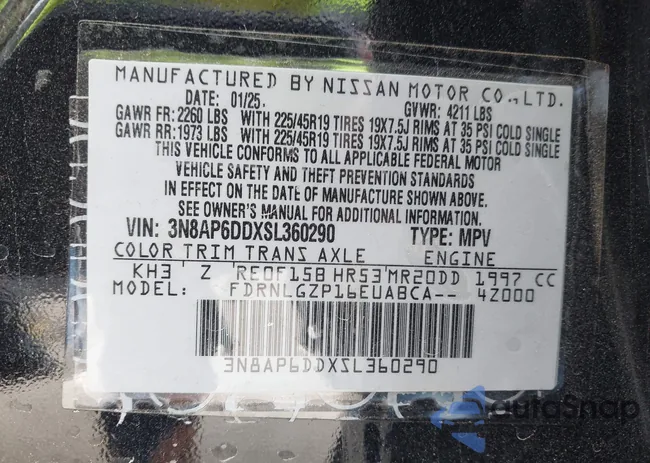 MANUFACTURED BY NISSAN MOTOR CO., LTD.
DATE: 01/25. GVWR: 4211 LBS
GAWR FR: 2260 LBS WITH 225/45R19 TIRES 19X7.5J RIMS AT 35 PSI COLD SINGLE
GAWR RR: 1973 LBS WITH 225/45R19 TIRES 19X7.5J RIMS AT 35 PSI COLD SINGLE
THIS VEHICLE CONFORMS TO ALL APPLICABLE FEDERAL MOTOR
VEHICLE SAFETY AND THEFT PREVENTION STANDARDS
IN EFFECT ON THE DATE OF MANUFACTURE SHOWN ABOVE.
SEE OWNER'S MANUAL FOR ADDITIONAL INFORMATION.
VIN: 3N8AP6DDXSL360290 TYPE: MPV
COLOR TRIM TRANS AXLE ENGINE
KH3' Z RE0F15B HR53'MR20DD 1997 CC
MODEL: FDRNLGZP16EUABCA-- 4Z000
3N8AP6DDXSL360290
autoSnap